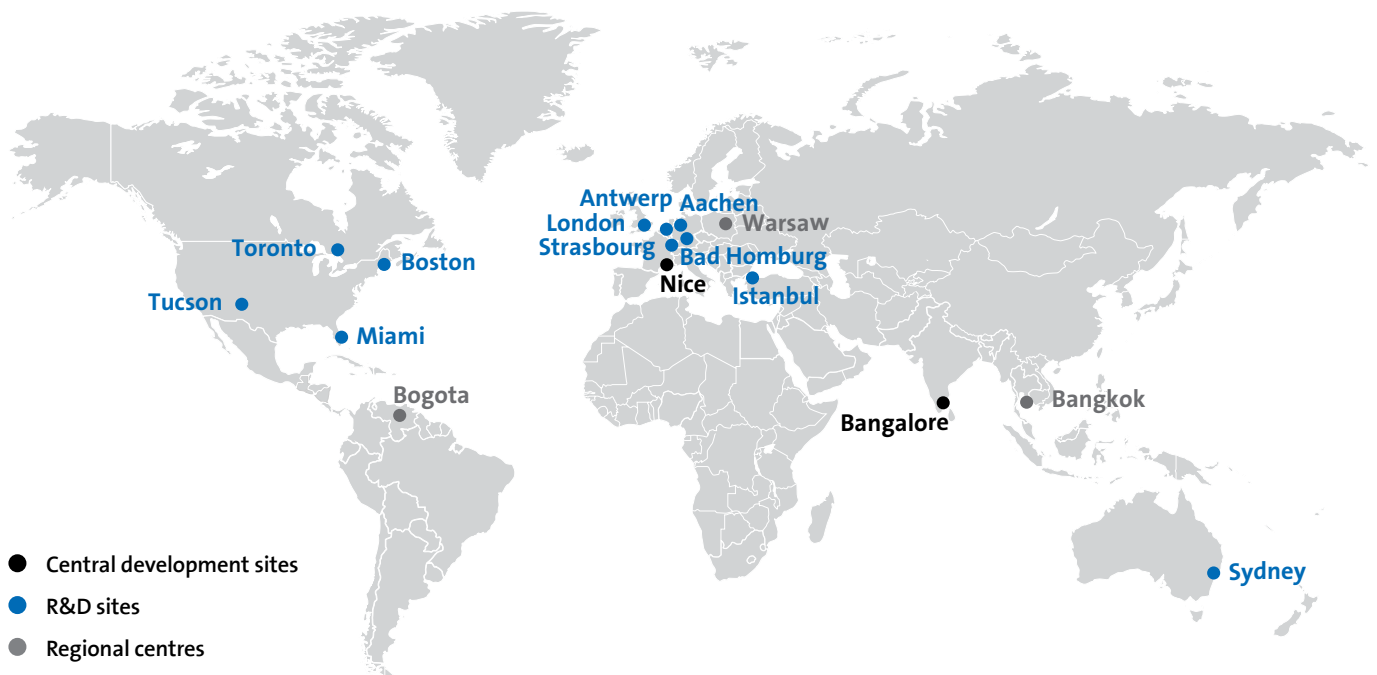 Antwerp
Aachen
London
Warsaw
Strasbourg
Toronto
Bad Homburg
Boston
Nice
Istanbul
Tucson
Miami
Bogota
Bangkok
Bangalore
Central development sites
Sydney
R&D sites
Regional centres